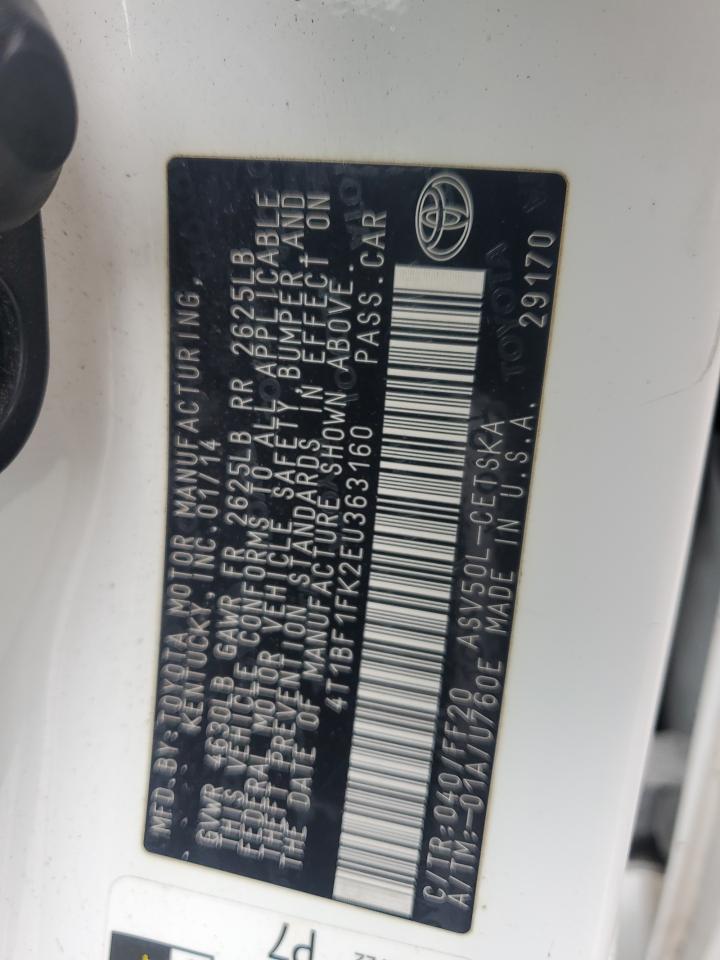 MFD.BY:TOYOTA MOTOR MANUFACTURING,
KENTUCKY, INC. 01/14
GVWR 4630LB GAWR FR 2625LB RR 2625LB
THIS VEHICLE CONFORMS TO ALL APPLICABLE
FEDERAL MOTOR VEHICLE SAFETY, BUMPER, AND
THEFT PREVENTION STANDARDS IN EFFECT ON
THE DATE OF MANUFACTURE SHOWN ABOVE.
4T1BF1FK2EU363160 PASS.CAR
C/TR:040/FF20 ASV50L-CETSKA
A/TM:-01A/U760E MADE IN U.S.A. 29170
TOYOTA
P7